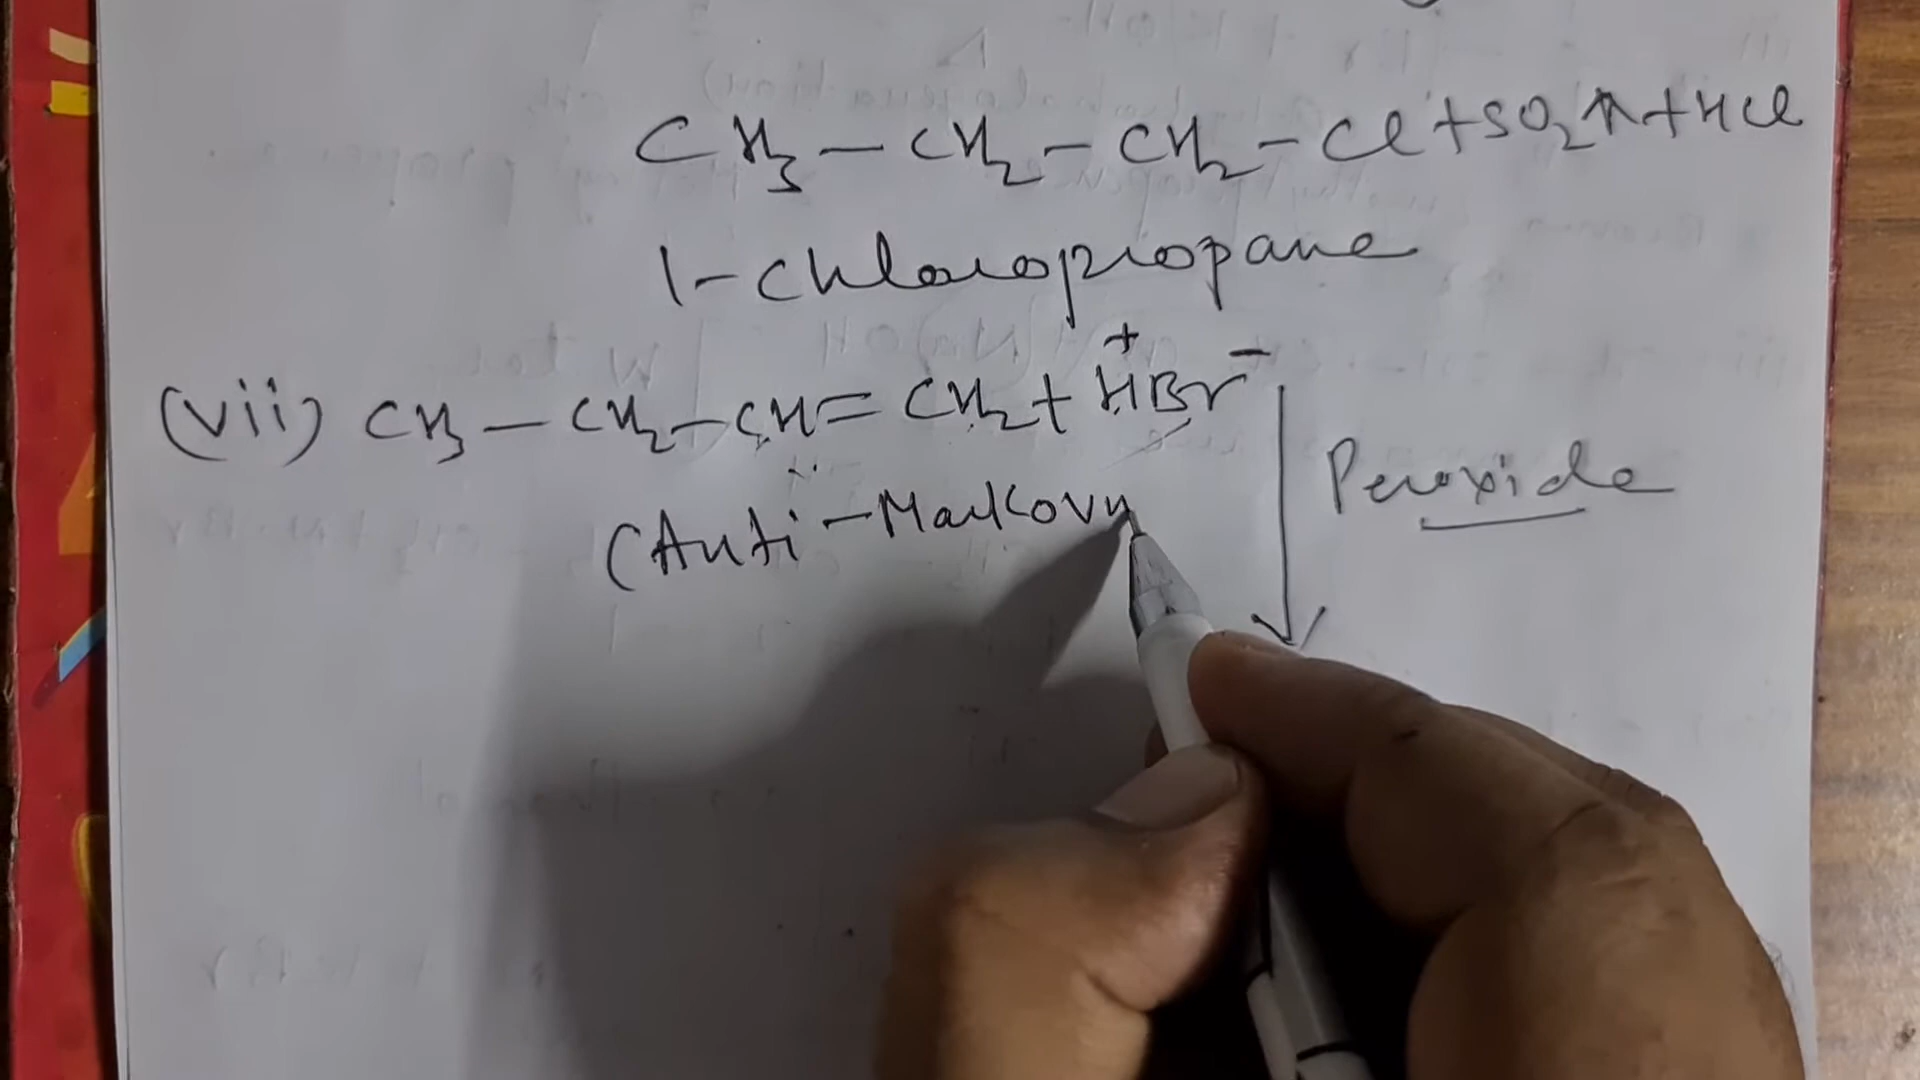 CH3 – CH2 – CH2 – Cl + SO2↑ + HCl
1-chloropropane
(vii) CH3 – CH2 – CH = CH2 + H+Br-
Peroxide
(Anti-Markovn